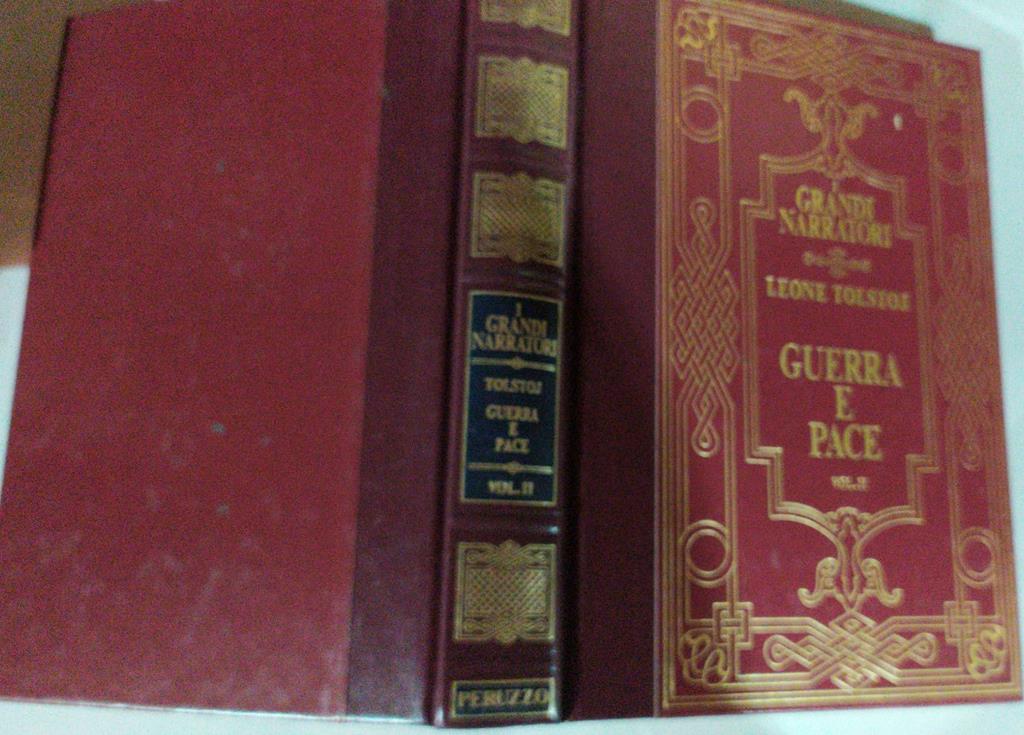 I
GRANDI
NARRATORI
TOLSTOJ
GUERRA
E
PACE
VOL. II
PERUZZO
I
GRANDI
NARRATORI
LEONE TOLSTOJ
GUERRA
E
PACE
VOL. II